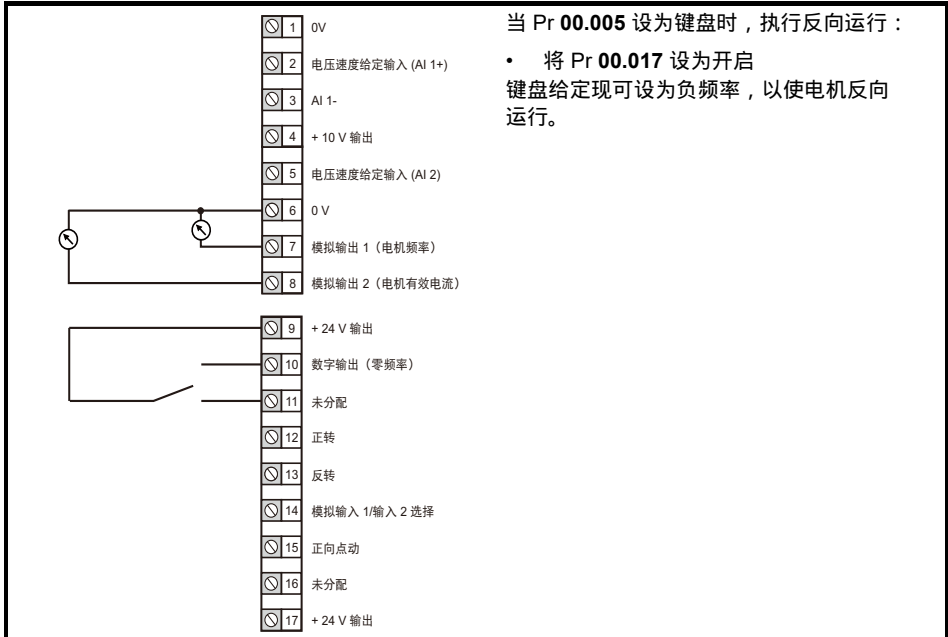 1 0V
2 电压速度给定输入 (AI 1+)
3 AI 1-
4 + 10 V 输出
5 电压速度给定输入 (AI 2)
6 0 V
7 模拟输出 1（电机频率）
8 模拟输出 2（电机有效电流）
9 + 24 V 输出
10 数字输出（零频率）
11 未分配
12 正转
13 反转
14 模拟输入 1/输入 2 选择
15 正向点动
16 未分配
17 + 24 V 输出
当 Pr 00.005 设为键盘时，执行反向运行：
• 将 Pr 00.017 设为开启
键盘给定现可设为负频率，以使电机反向
运行。